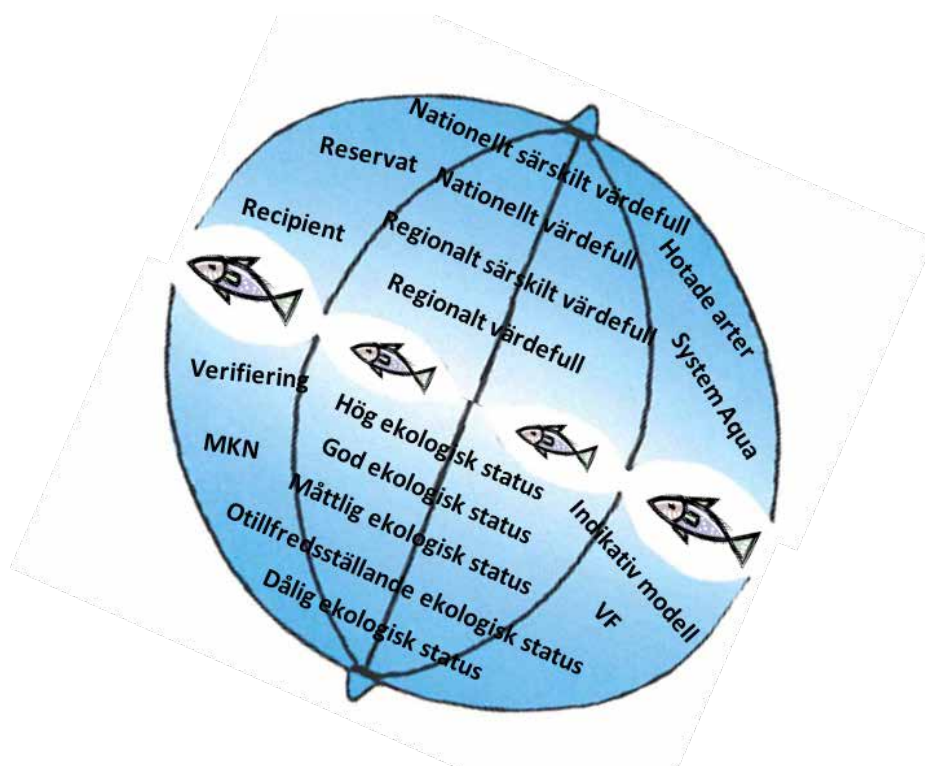 Nationellt särskilt värdefull
Reservat
Nationellt värdefull
Recipient
Regionalt särskilt värdefull
Hotade arter
Regionalt värdefull
System Aqua
Verifiering
Hög ekologisk status
MKN
God ekologisk status
Måttlig ekologisk status
Indikativ modell
Otillfredsställande ekologisk status
VF
Dålig ekologisk status